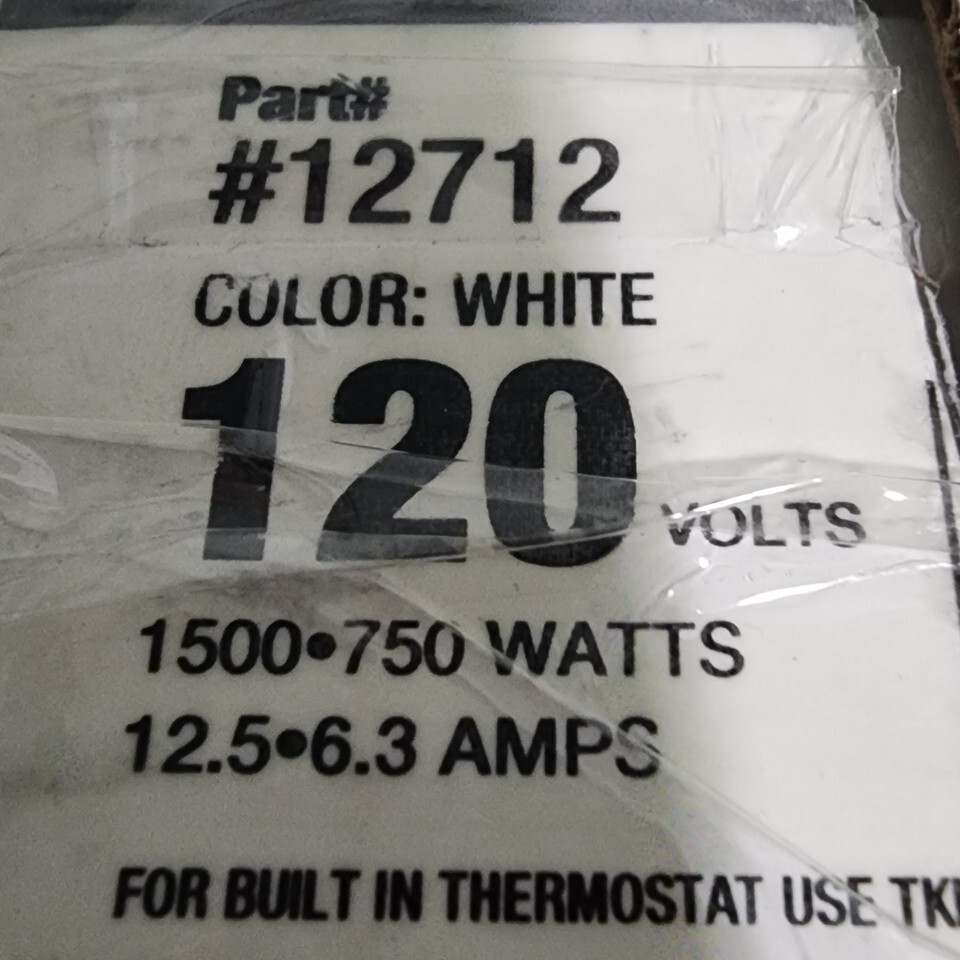 Part#
#12712
COLOR: WHITE
120 VOLTS
1500•750 WATTS
12.5•6.3 AMPS
FOR BUILT IN THERMOSTAT USE